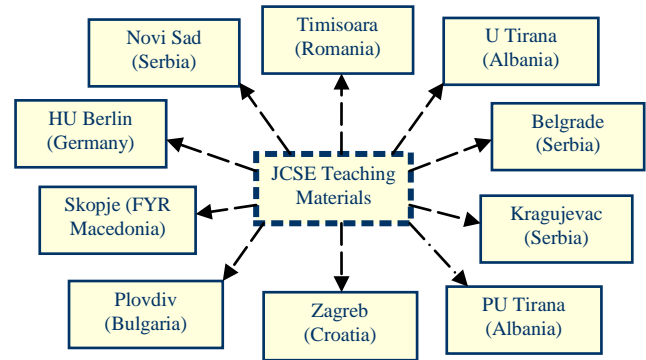 Timisoara
(Romania)
Novi Sad
(Serbia)
U Tirana
(Albania)
HU Berlin
(Germany)
Belgrade
(Serbia)
JCSE Teaching
Materials
Skopje (FYR
Macedonia)
Kragujevac
(Serbia)
Plovdiv
(Bulgaria)
Zagreb
(Croatia)
PU Tirana
(Albania)